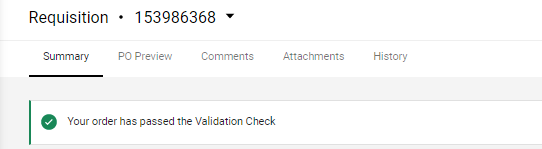 Requisition • 153986368
Summary PO Preview Comments Attachments History
Your order has passed the Validation Check